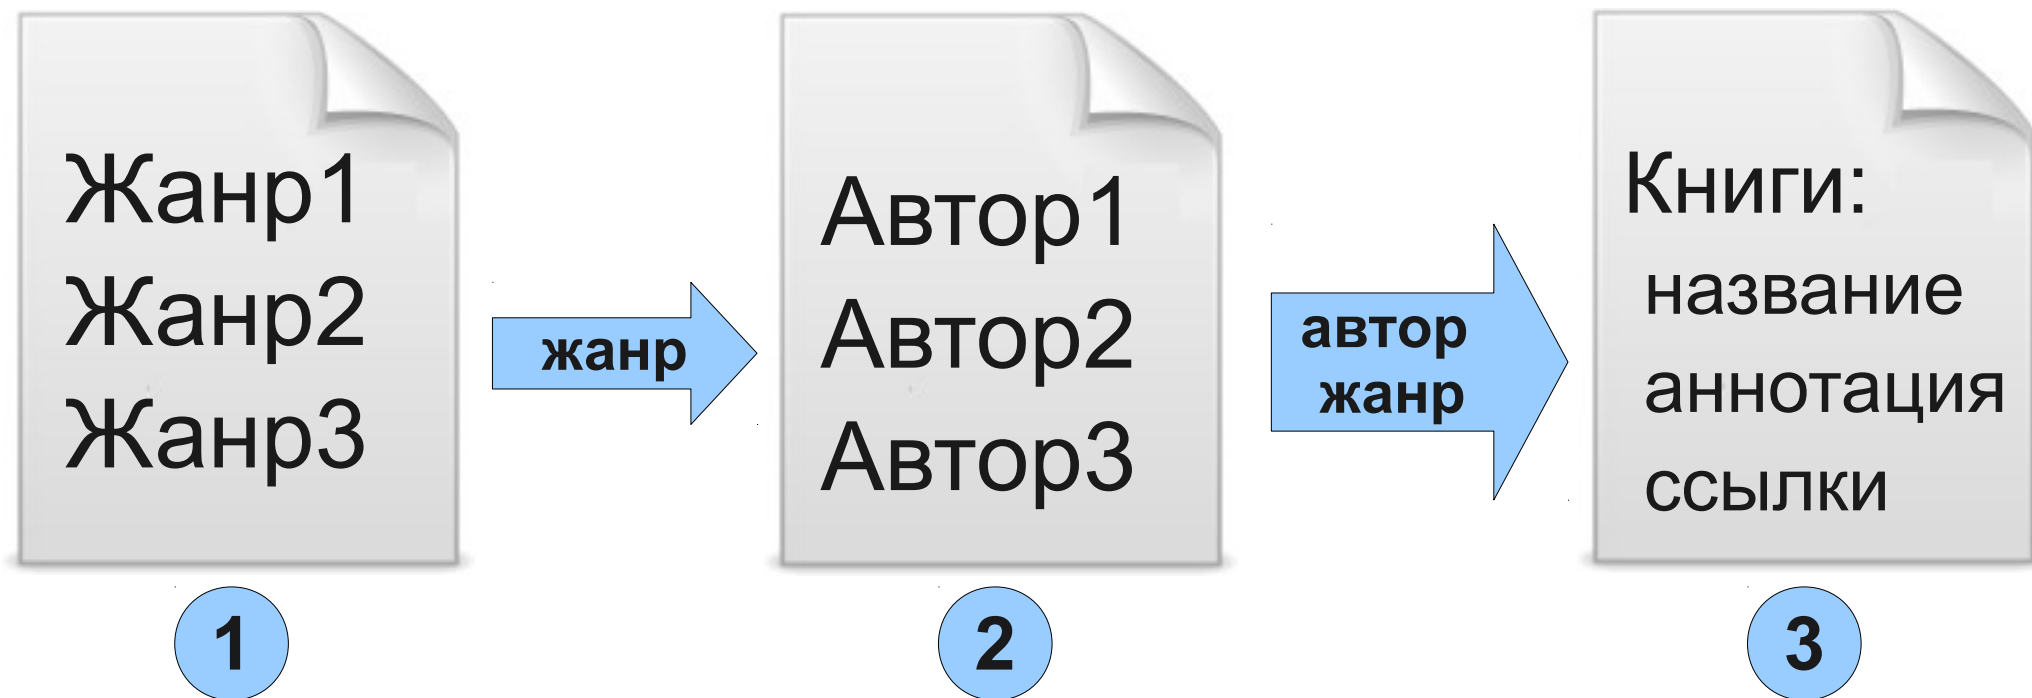 Жанр1
Жанр2
Жанр3
жанр
Автор1
Автор2
Автор3
автор
жанр
Книги:
название
аннотация
ссылки
1
2
3